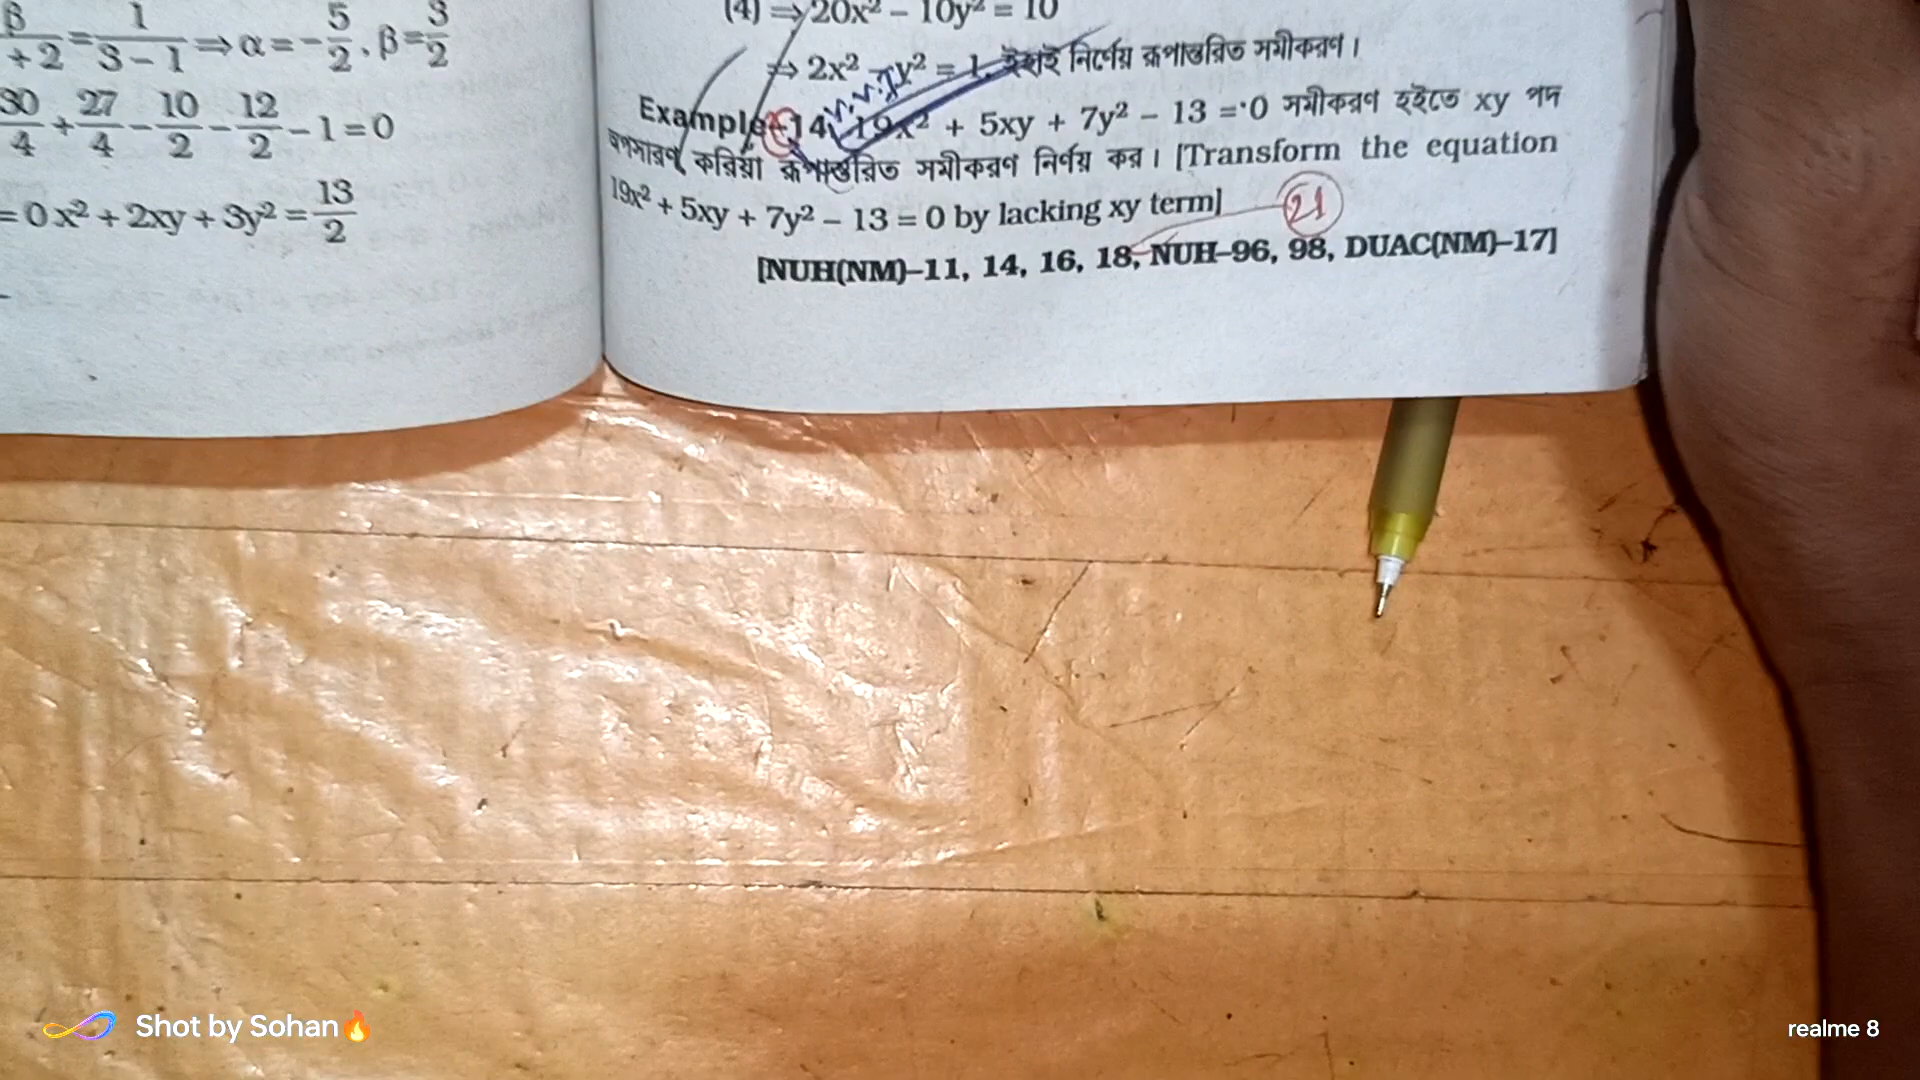 β/+2 = 1/3-1 ⇒ α = -5/2, β = 3/2
30/4 + 27/4 - 10/2 - 12/2 - 1 = 0
= 0 x² + 2xy + 3y² = 13/2
(4) ⇒ 20x² - 10y² = 10
⇒ 2x² - y² = 1. ইহাই নির্ণেয় রূপান্তরিত সমীকরণ।
Example-14. 19x² + 5xy + 7y² - 13 = 0 সমীকরণ হইতে xy পদ
অপসারণ করিয়া রূপান্তরিত সমীকরণ নির্ণয় কর। [Transform the equation
19x² + 5xy + 7y² - 13 = 0 by lacking xy term]
21
[NUH(NM)-11, 14, 16, 18, NUH-96, 98, DUAC(NM)-17]
Shot by Sohan🔥
realme 8